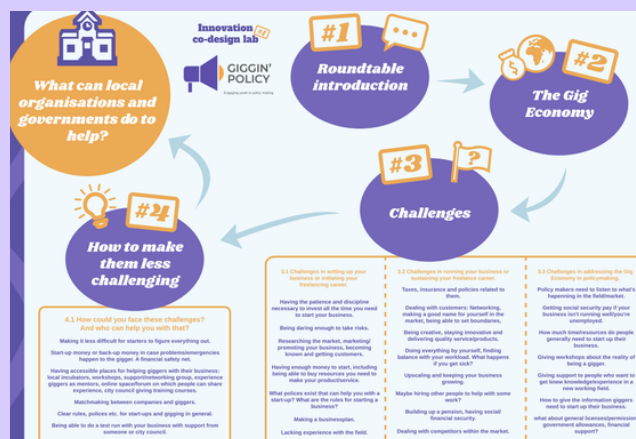 Innovation #1
co-design lab
GIGGIN'
POLICY
Engaging youth in policy making
What can local
organisations and
governments do to
help?
#1
Roundtable
introduction
#2
The Gig
Economy
#3
?
Challenges
#4
How to make
them less
challenging
4.1 How could you face these challenges?
And who can help you with that?
Making it less difficult for starters to figure everything out.
Start-up money or back-up money in case problems/emergencies
happen to the gigger. A financial safety net.
Having accessible places for helping giggers with their business:
local incubators, workshops, support/networking groups, experience
giggers as mentors, online space/forum on which people can share
experience, city council giving training courses.
Matchmaking between companies and giggers.
Clear rules, polices etc. for start-ups and gigging in general.
Being able to do a test run with your business with support from
someone or city council.
3.1 Challenges in setting up your
business or initiating your
freelancing career
Having the patience and discipline
necessary to invest all the time you need
to start your business.
Being daring enough to take risks.
Researching the market, marketing/
promoting your business, becoming
known and getting customers.
Having enough money to start, including
being able to buy resources you need to
make your product/service.
What polices exist that can help you with a
start-up? What are the rules for starting a
business?
Making a businessplan.
Lacking experience with the field.
3.2 Challenges in running your business or
sustaining your freelance career.
Taxes, insurance and policies related to
them.
Dealing with customers: Networking,
making a good name for yourself in the
market, being able to set boundaries,
Being creative, staying innovative and
delivering quality service/products.
Doing everything by yourself, finding
balance with your workload. What happens
if you get sick?
Upscaling and keeping your business
growing.
Maybe hiring other people to help with some
work?
Building up a pension, having social/
financial security.
Dealing with competitors within the market.
3.3 Challenges in addressing the Gig
Economy in policymaking.
Policy makers need to listen to what's
hapenning in the field/market.
Getting social security pay if your
business isn't running well/you're
unemployed.
How much time/resources do people
generally need to start up their
business.
Giving workshops about the reality of
being a gigger.
Giving support to people who want to
get knew knowledge/experience in a
new working field.
How to give the information giggers
need to start up their business.
what about general licenses/permission
government allowances, financial
support?